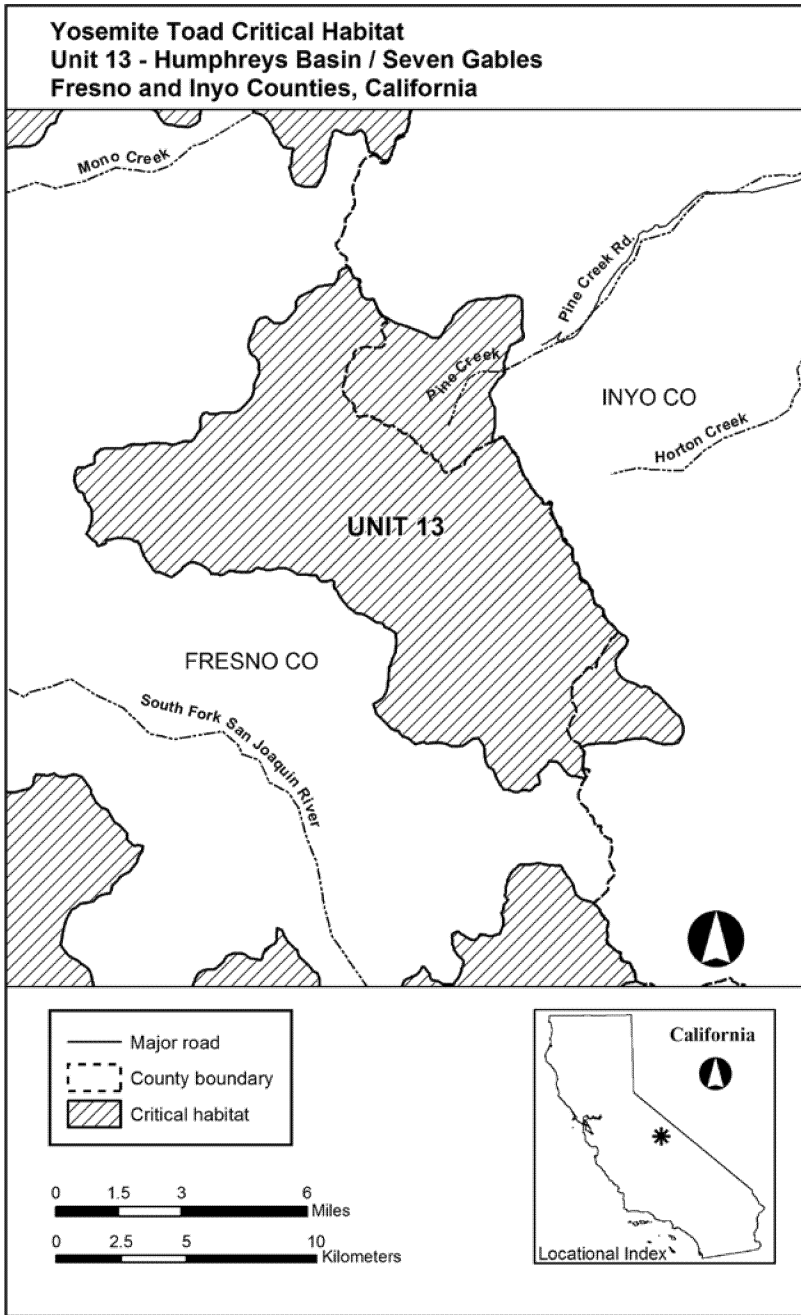 Yosemite Toad Critical Habitat
Unit 13 - Humphreys Basin / Seven Gables
Fresno and Inyo Counties, California
Mono Creek
Pine Creek Rd.
Pine Creek
INYO CO
Horton Creek
UNIT 13
FRESNO CO
South Fork San Joaquin River
Major road
County boundary
Critical habitat
0 1.5 3 6
Miles
0 2.5 5 10
Kilometers
California
Locational Index